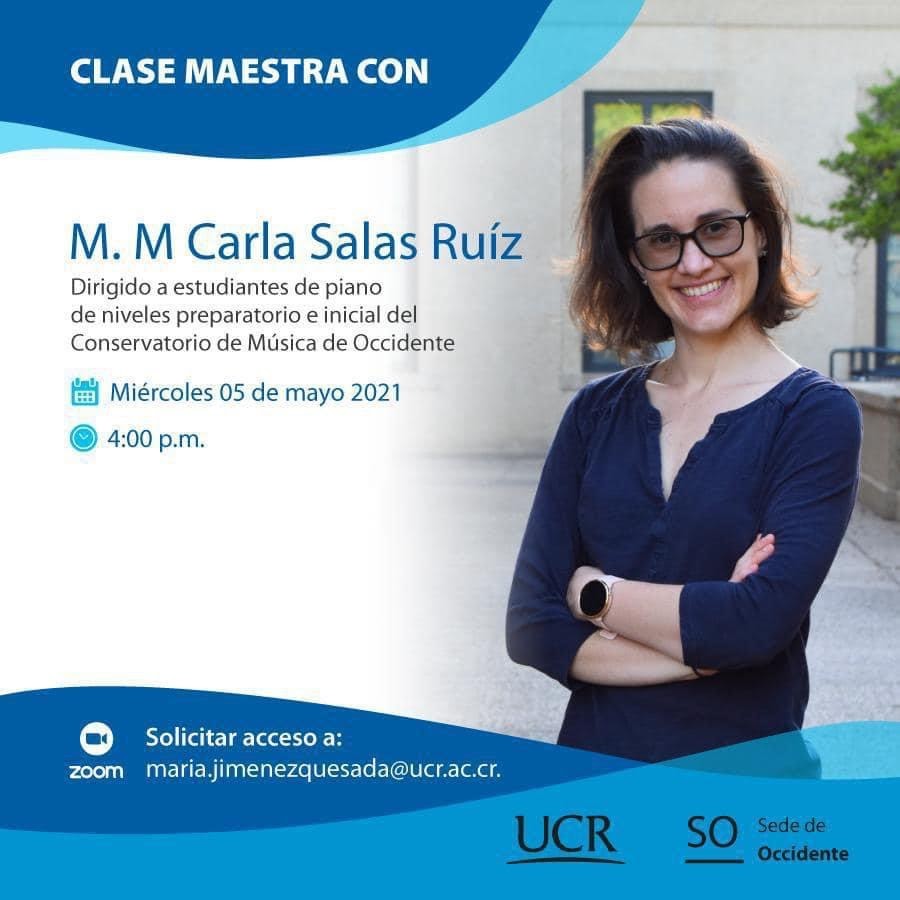 CLASE MAESTRA CON
M. M Carla Salas Ruíz
Dirigido a estudiantes de piano
de niveles preparatorio e inicial del
Conservatorio de Música de Occidente
Miércoles 05 de mayo 2021
4:00 p.m.
zoom
Solicitar acceso a:
maria.jimenezquesada@ucr.ac.cr.
UCR
SO
Sede de
Occidente